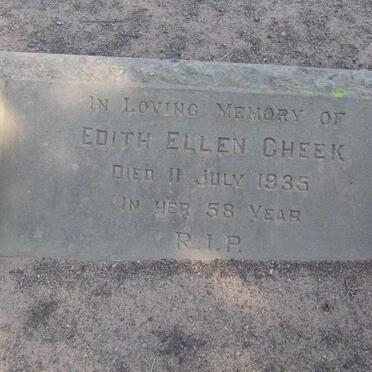 IN LOVING MEMORY OF
EDITH ELLEN CHEEK
DIED 11 JULY 1935
IN HER 58 YEAR
R.I.P.